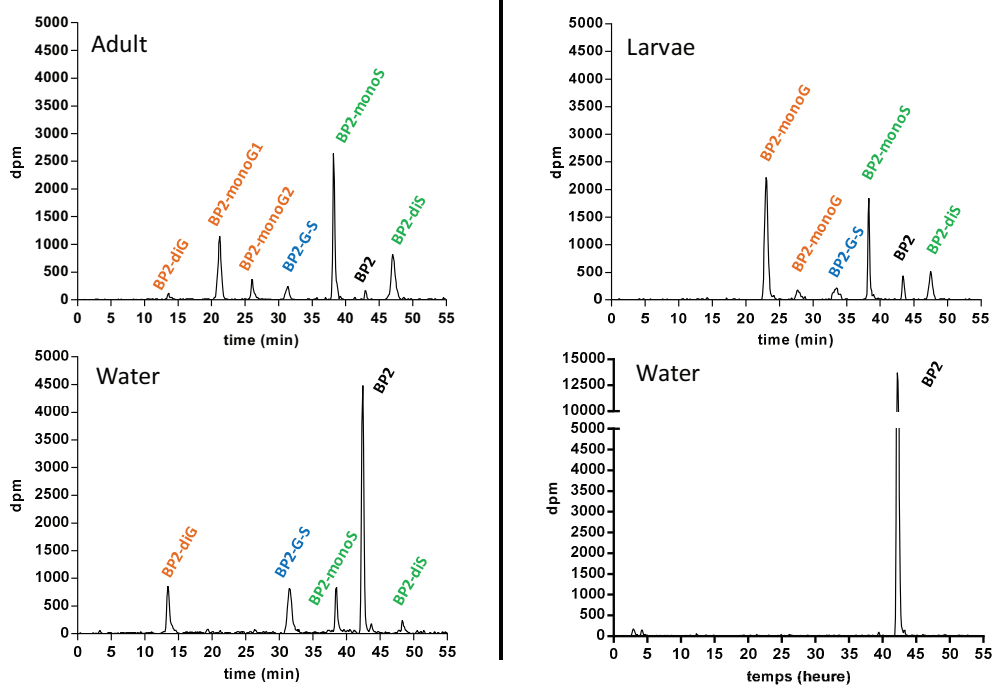 Adult
5000
4500
4000
3500
3000
2500
2000
1500
1000
500
0
dpm
BP2-diG
BP2-monoG1
BP2-monoG2
BP2-G-S
BP2-monoS
BP2
BP2-diS
0 5 10 15 20 25 30 35 40 45 50 55
time (min)
Water
5000
4500
4000
3500
3000
2500
2000
1500
1000
500
0
dpm
BP2-diG
BP2-G-S
BP2-monoS
BP2
BP2-diS
0 5 10 15 20 25 30 35 40 45 50 55
time (min)
Larvae
5000
4500
4000
3500
3000
2500
2000
1500
1000
500
0
dpm
BP2-monoG
BP2-monoG
BP2-G-S
BP2-monoS
BP2
BP2-diS
0 5 10 15 20 25 30 35 40 45 50 55
time (min)
Water
15000
12500
10000
5000
4500
4000
3500
3000
2500
2000
1500
1000
500
0
dpm
BP2
0 5 10 15 20 25 30 35 40 45 50 55
temps (heure)